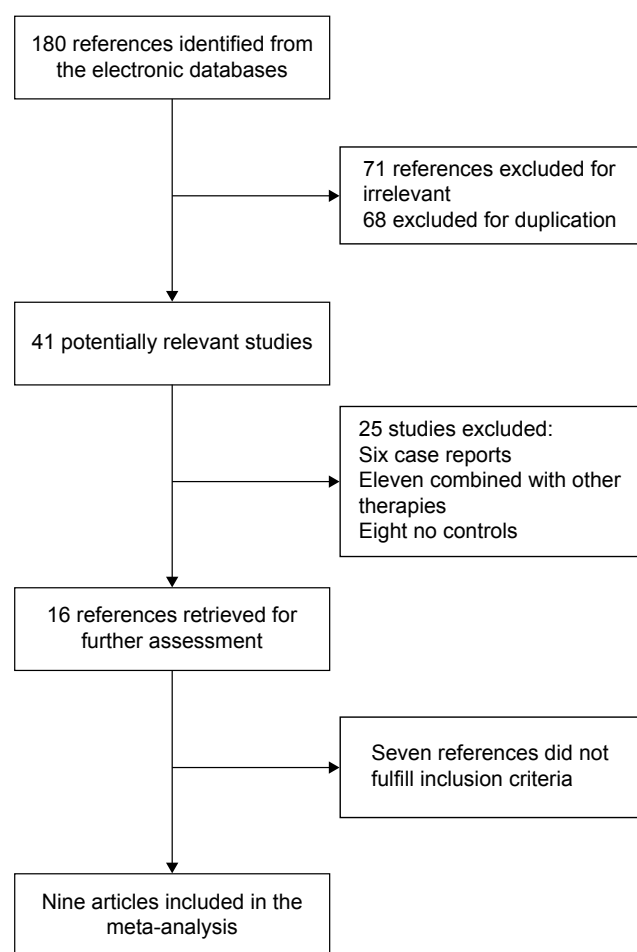 180 references identified from
the electronic databases
71 references excluded for
irrelevant
68 excluded for duplication
41 potentially relevant studies
25 studies excluded:
Six case reports
Eleven combined with other
therapies
Eight no controls
16 references retrieved for
further assessment
Seven references did not
fulfill inclusion criteria
Nine articles included in the
meta-analysis